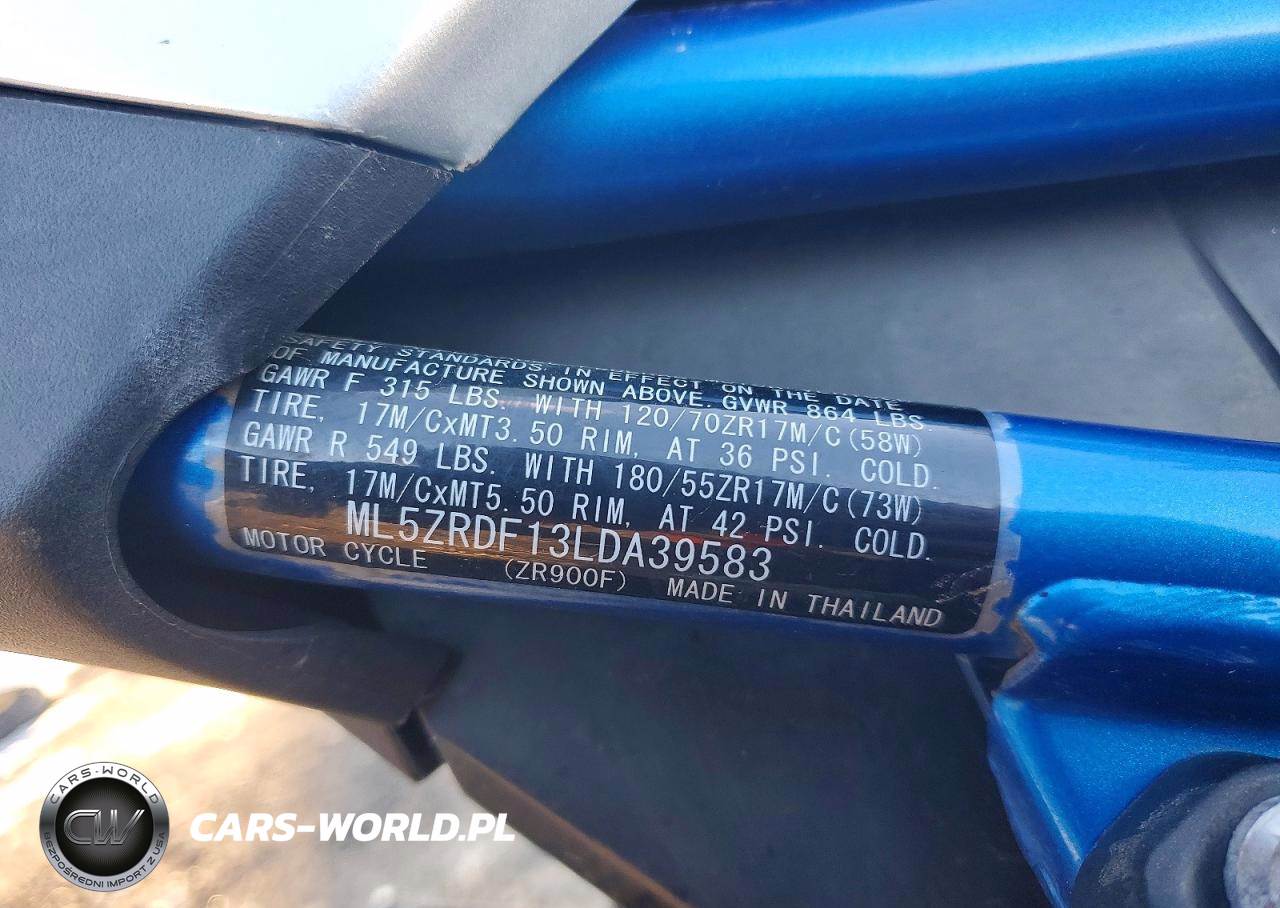 SAFETY STANDARDS IN EFFECT ON THE DATE
OF MANUFACTURE SHOWN ABOVE. GVWR 864 LBS.
GAWR F 315 LBS. WITH 120/70ZR17M/C(58W)
TIRE, 17M/CxMT3.50 RIM, AT 36 PSI. COLD.
GAWR R 549 LBS. WITH 180/55ZR17M/C(73W)
TIRE, 17M/CxMT5.50 RIM, AT 42 PSI. COLD.
ML5ZRDF13LDA39583
MOTOR CYCLE (ZR900F) MADE IN THAILAND
CARS-WORLD
CW
BEZPOŚREDNI IMPORT Z USA
CARS-WORLD.PL